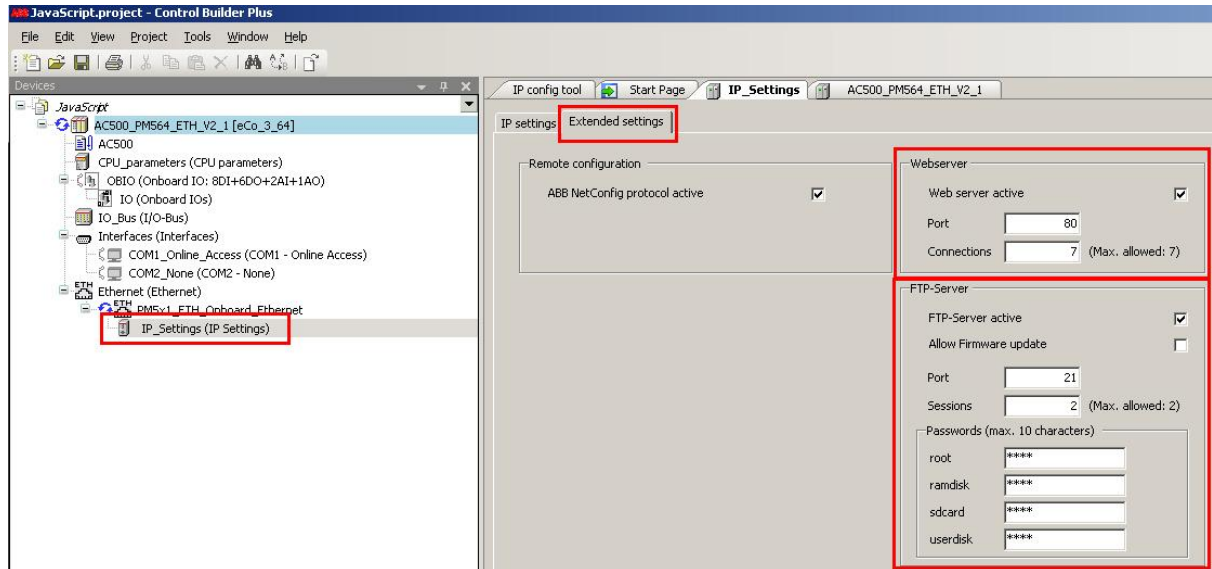 ABB JavaScript.project - Control Builder Plus
File Edit View Project Tools Window Help
Devices
JavaScript
AC500_PM564_ETH_V2_1 [eCo_3_64]
AC500
CPU_parameters (CPU parameters)
OBIO (Onboard IO: 8DI+6DO+2AI+1AO)
IO (Onboard IOs)
IO_Bus (I/O-Bus)
Interfaces (Interfaces)
COM1_Online_Access (COM1 - Online Access)
COM2_None (COM2 - None)
ETH Ethernet (Ethernet)
ETH PM5x1_ETH_Onboard_Ethernet
IP_Settings (IP Settings)
IP config tool Start Page IP_Settings AC500_PM564_ETH_V2_1
IP settings Extended settings
Remote configuration
ABB NetConfig protocol active
Webserver
Web server active
Port 80
Connections 7 (Max. allowed: 7)
FTP-Server
FTP-Server active
Allow Firmware update
Port 21
Sessions 2 (Max. allowed: 2)
Passwords (max. 10 characters)
root ****
ramdisk ****
sdcard ****
userdisk ****